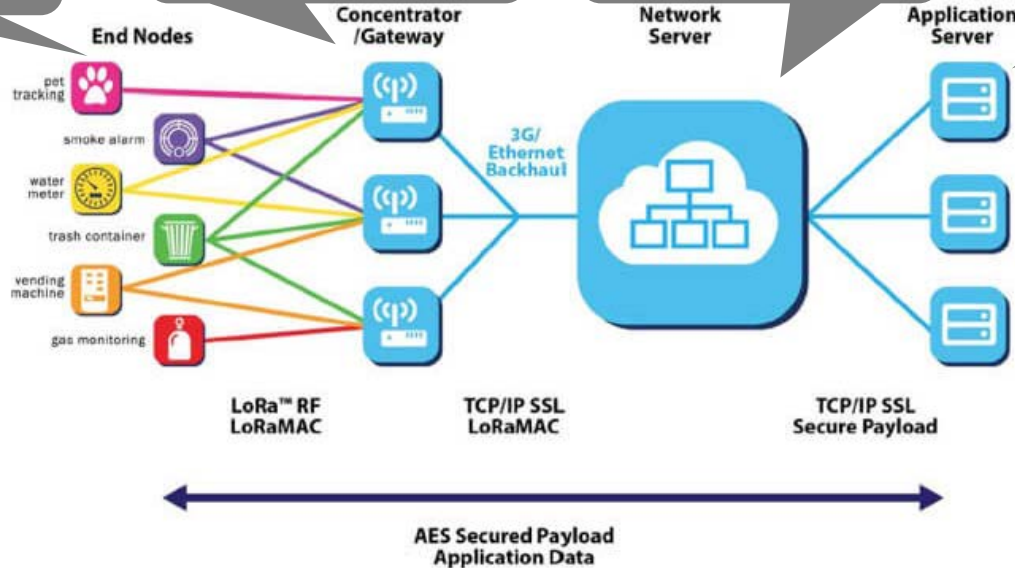 End Nodes
Concentrator
/Gateway
Network
Server
Application
Server
pet
tracking
smoke alarm
water
meter
trash container
vending
machine
gas monitoring
3G/
Ethernet
Backhaul
LoRa™ RF
LoRaMAC
TCP/IP SSL
LoRaMAC
TCP/IP SSL
Secure Payload
AES Secured Payload
Application Data